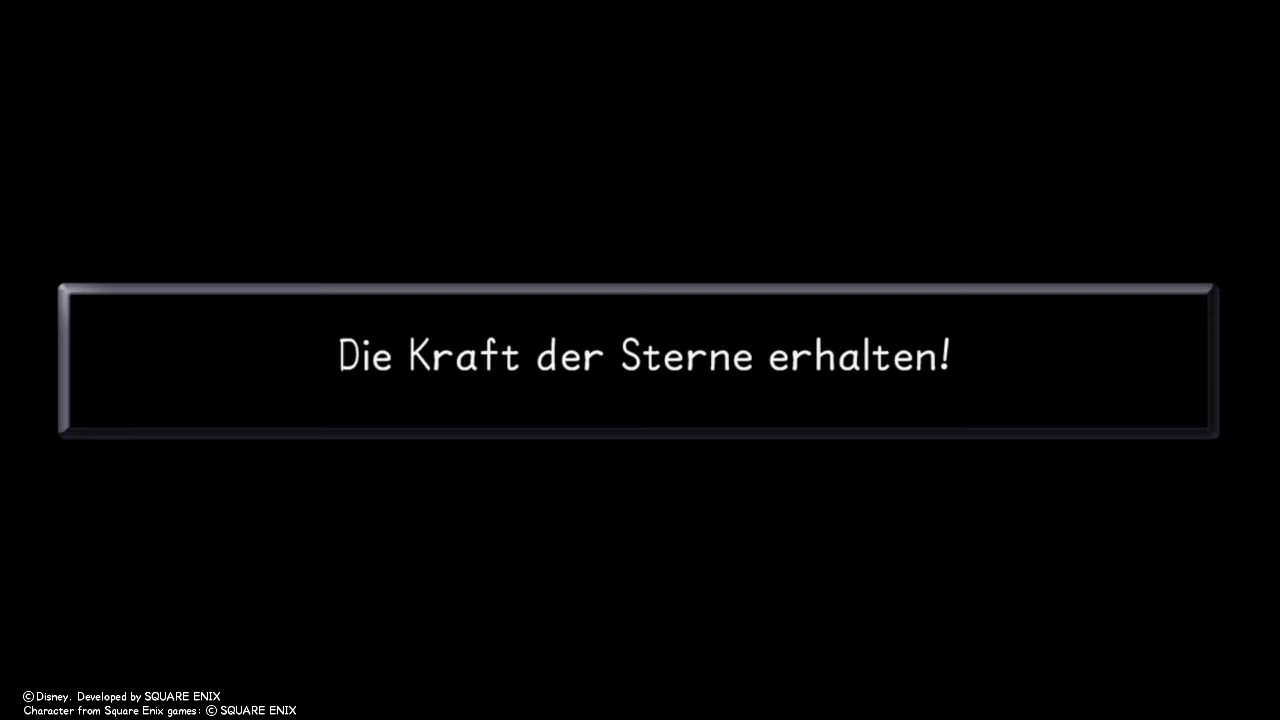 Die Kraft der Sterne erhalten!
©Disney. Developed by SQUARE ENIX
Character from Square Enix games: © SQUARE ENIX